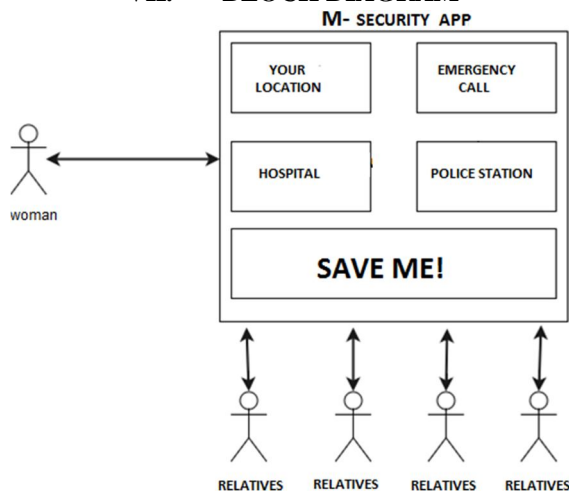 M- SECURITY APP
YOUR
LOCATION
EMERGENCY
CALL
HOSPITAL
POLICE STATION
woman
SAVE ME!
RELATIVES
RELATIVES
RELATIVES
RELATIVES